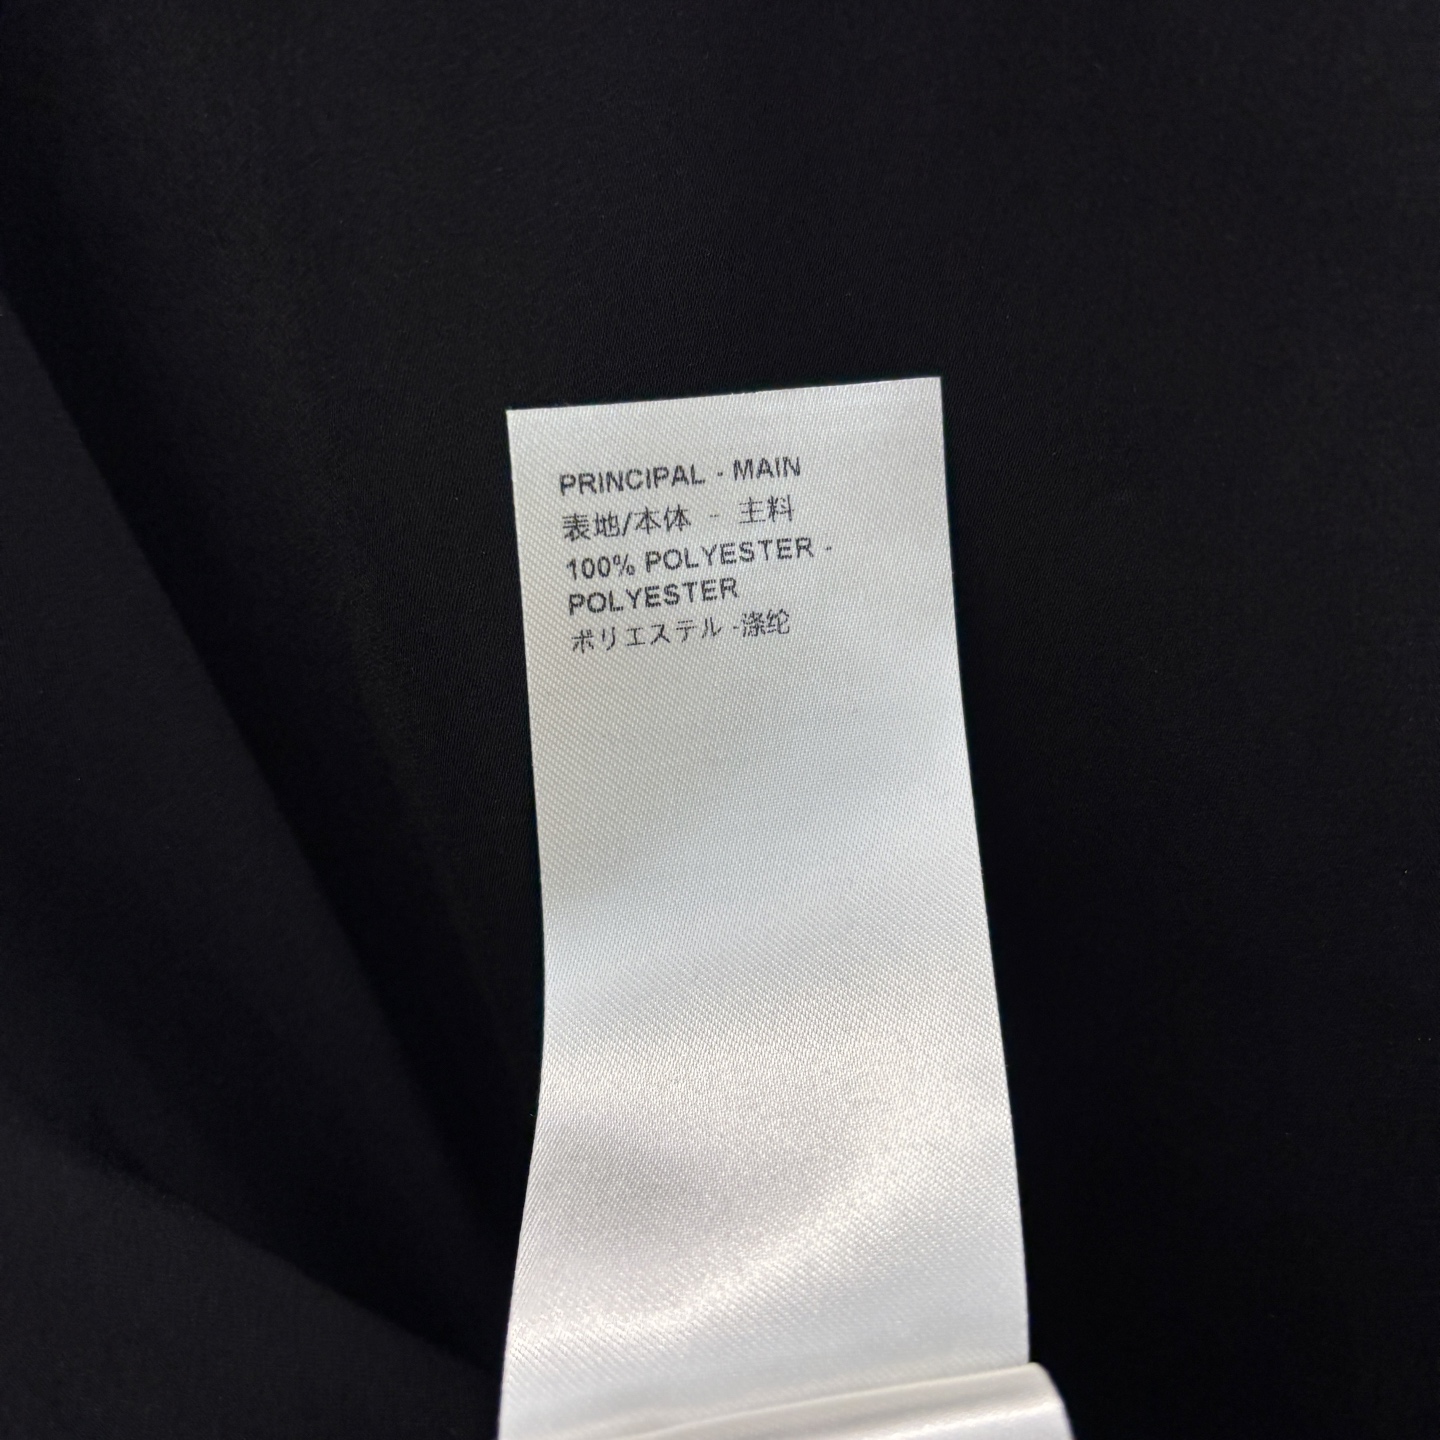 PRINCIPAL - MAIN
表地/本体 - 主料
100% POLYESTER -
POLYESTER
ポリエステル -涤纶